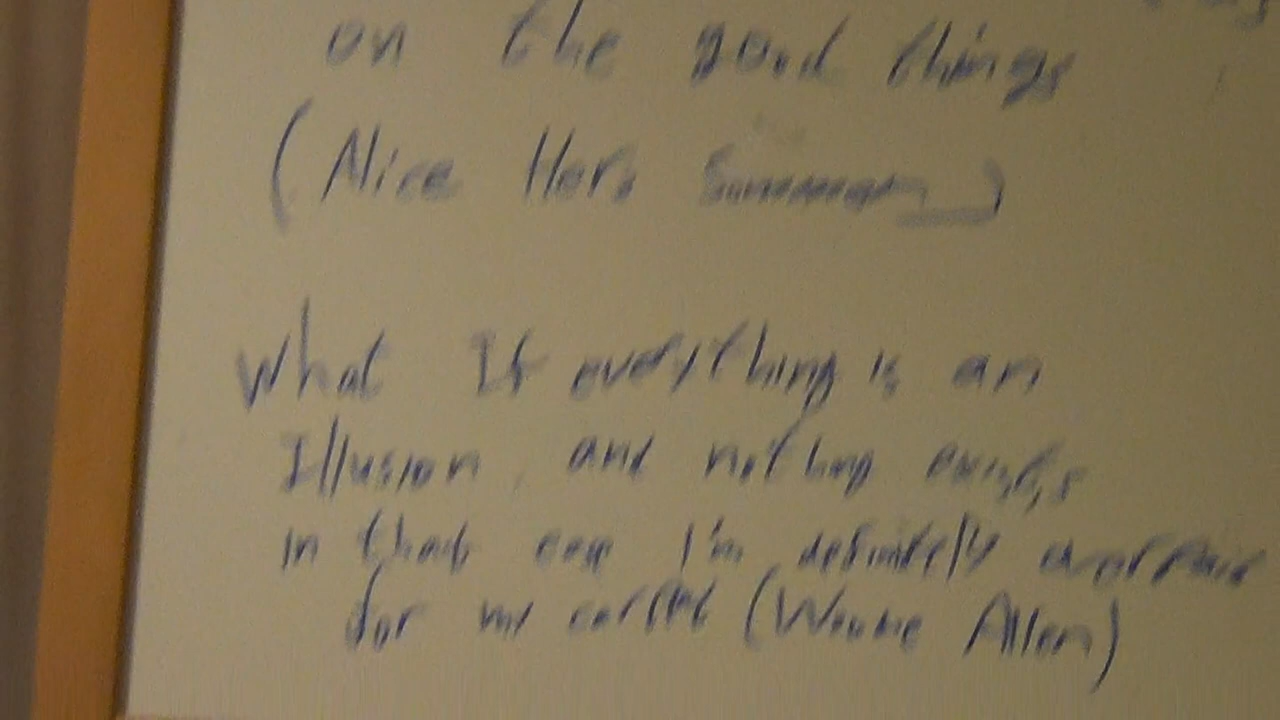 on the good things
(Alice Herz Sommer)
What If everything is an
Illusion, and nothing exists
in that case I'm definitely overpaid
for my carpet (Woodie Allen)